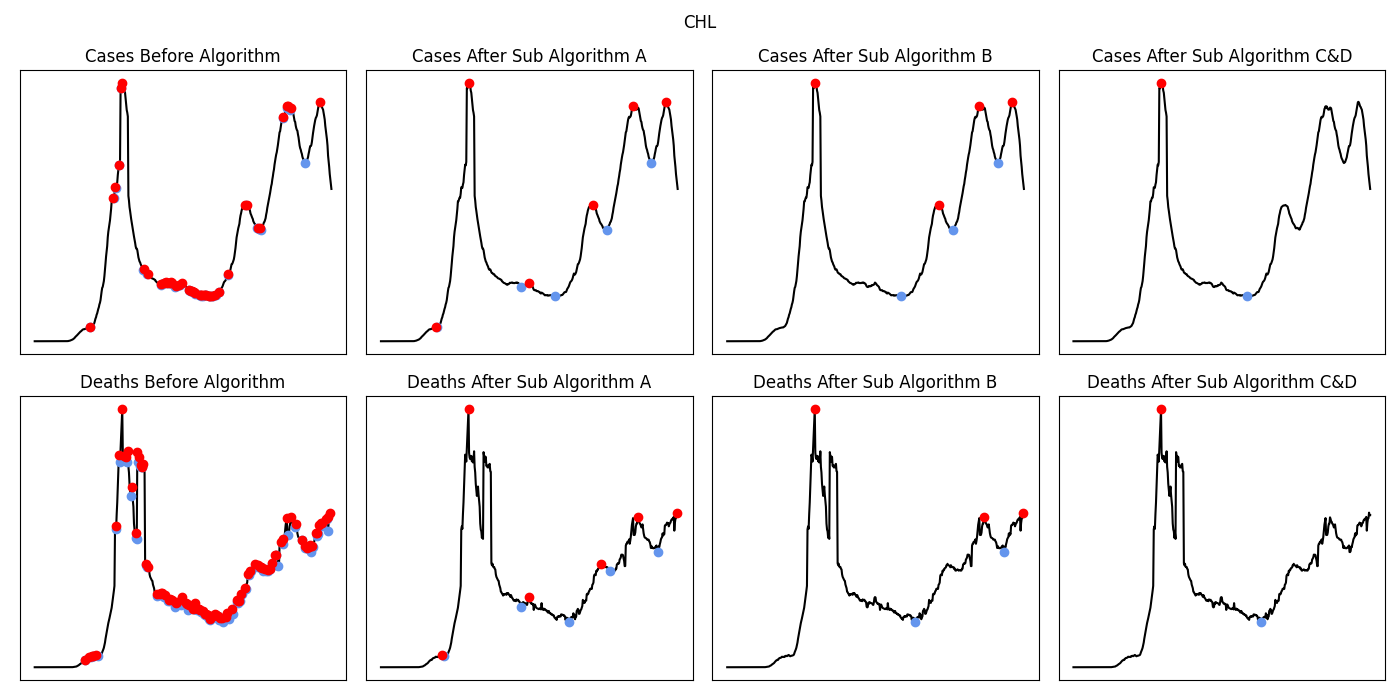 CHL
Cases Before Algorithm
Cases After Sub Algorithm A
Cases After Sub Algorithm B
Cases After Sub Algorithm C&D
Deaths Before Algorithm
Deaths After Sub Algorithm A
Deaths After Sub Algorithm B
Deaths After Sub Algorithm C&D